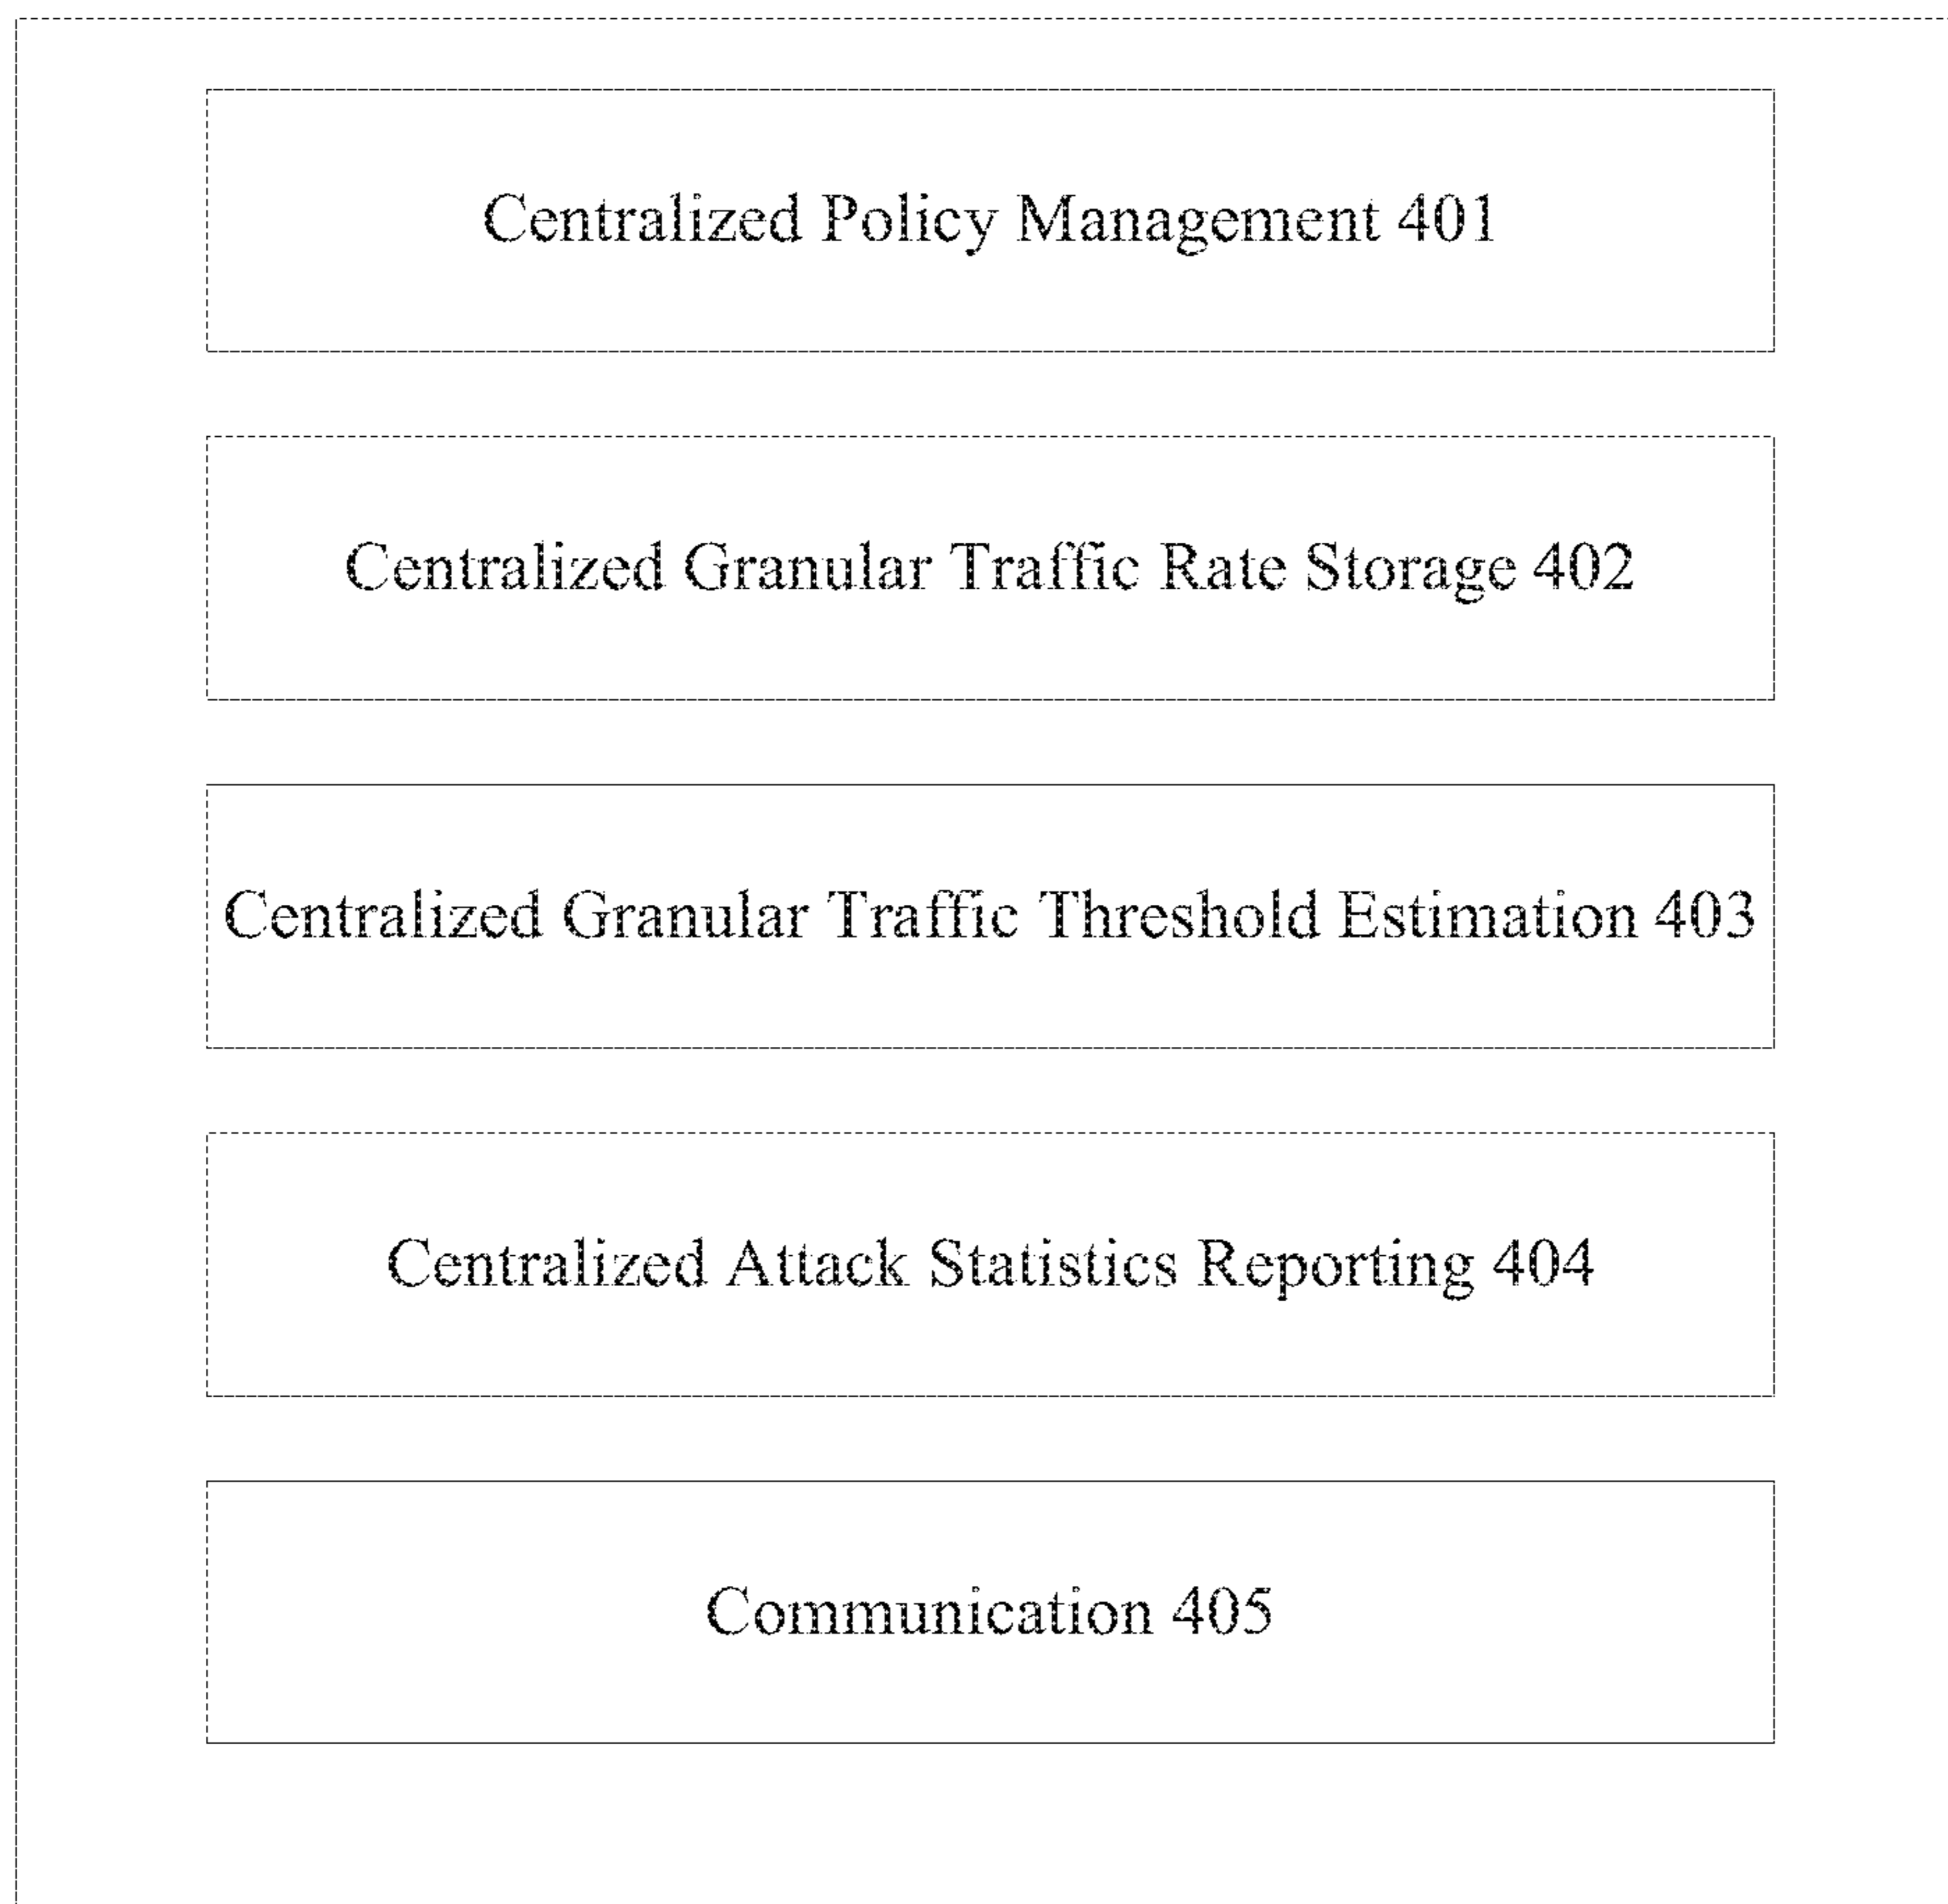 Centralized Policy Management 401
Centralized Granular Traffic Rate Storage 402
Centralized Granular Traffic Threshold Estimation 403
Centralized Attack Statistics Reporting 404
Communication 405